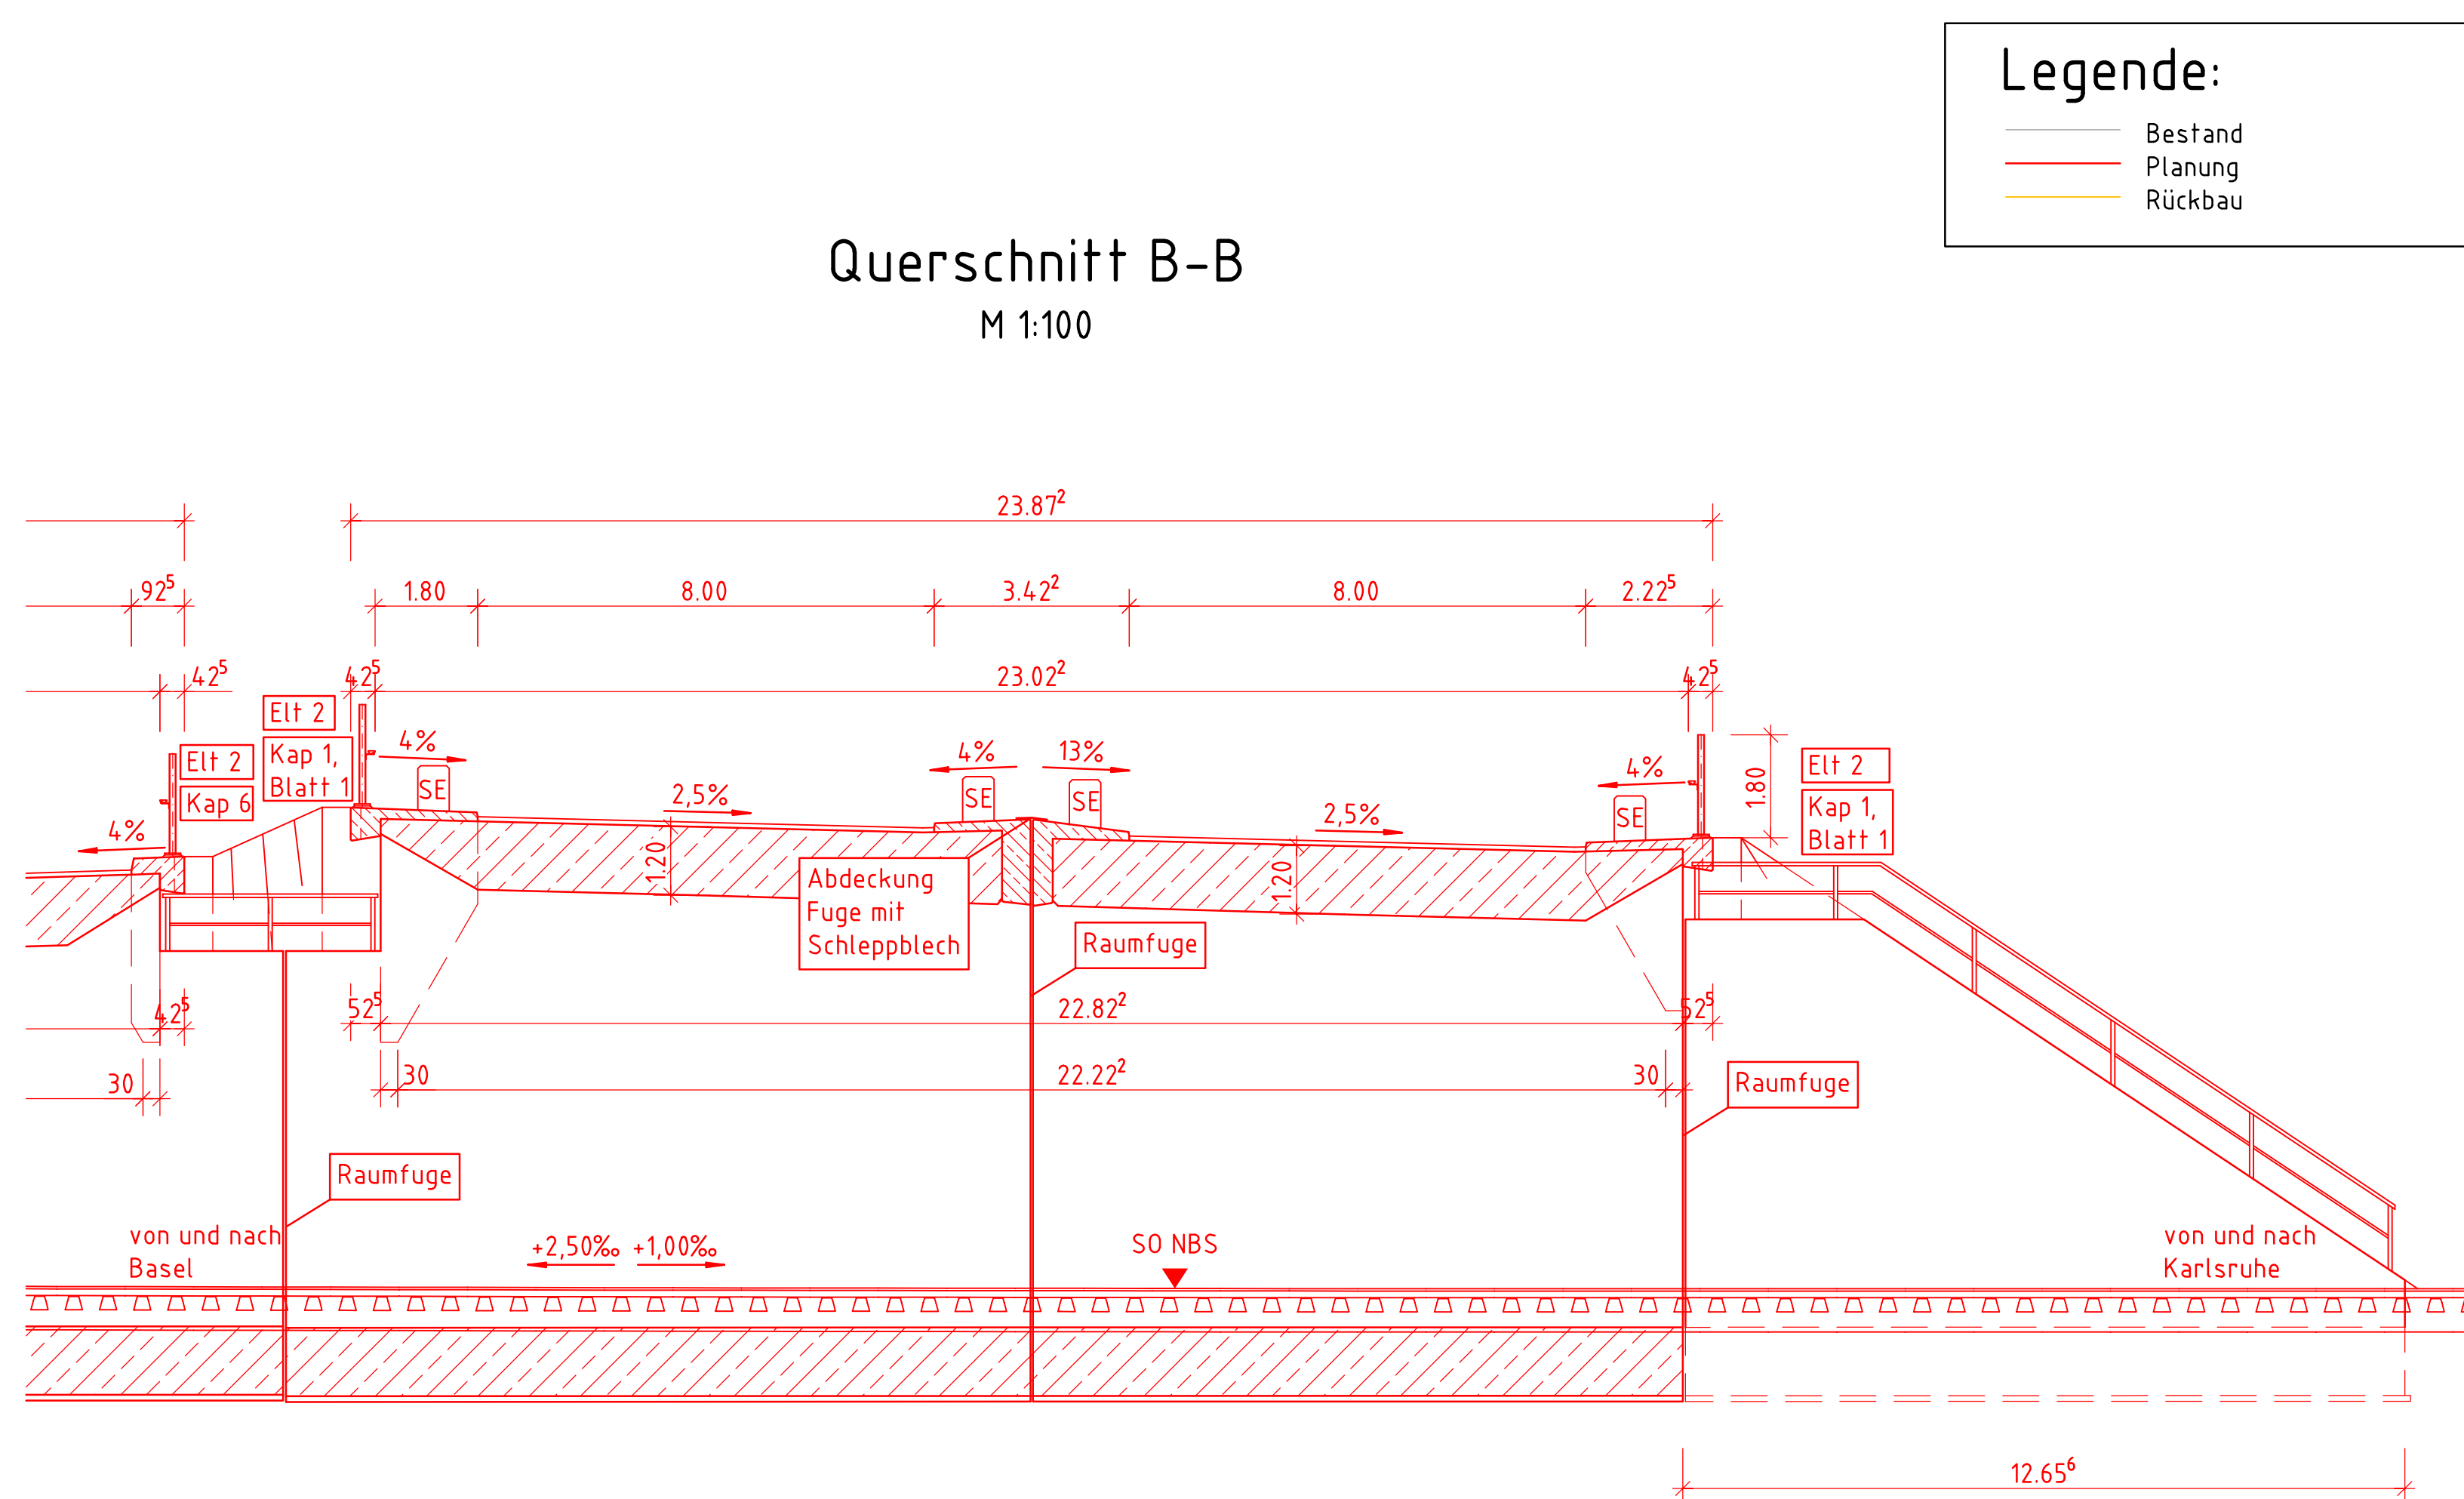 Legende:
Bestand
Planung
Rückbau
Querschnitt B-B
M 1:100
23.87²
92⁵
1.80
8.00
3.42²
8.00
2.22⁵
42⁵
42⁵
23.02²
42⁵
Elt 2
Kap 1,
Blatt 1
Elt 2
Kap 6
4%
4%
SE
2,5%
1.20
4%
SE
13%
SE
2,5%
1.20
4%
SE
1.80
Elt 2
Kap 1,
Blatt 1
Abdeckung
Fuge mit
Schleppblech
Raumfuge
42⁵
52⁵
22.82²
52⁵
30
30
22.22²
30
Raumfuge
Raumfuge
von und nach
Basel
+2,50‰
+1,00‰
SO NBS
von und nach
Karlsruhe
12.65⁶